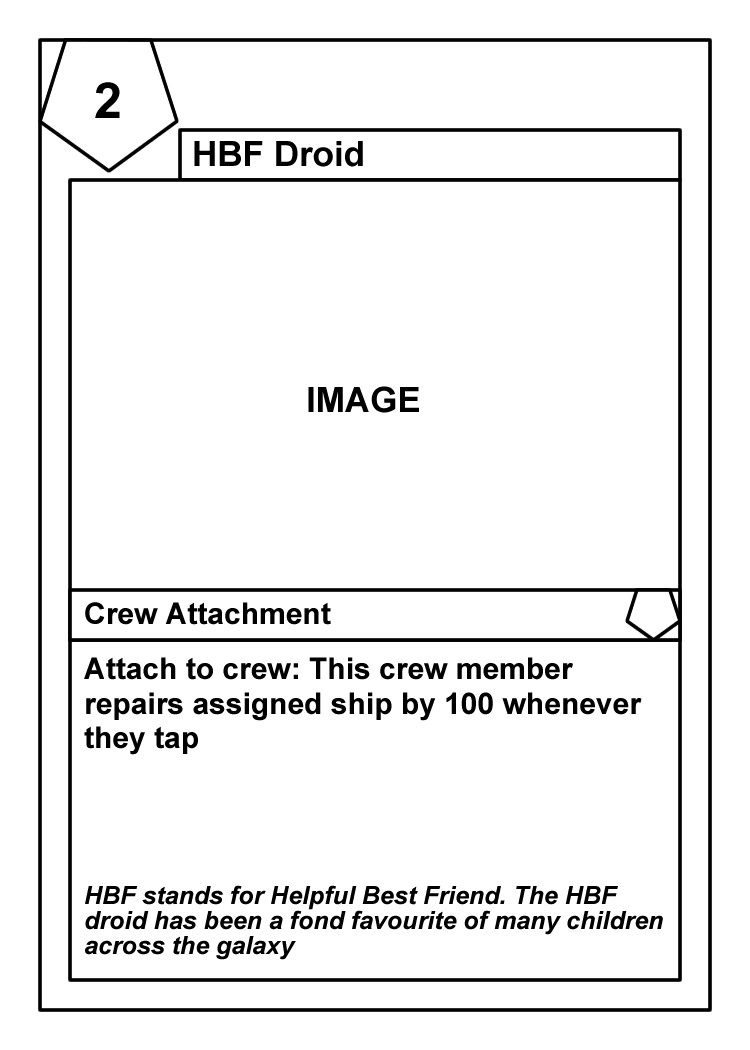 2
HBF Droid
IMAGE
Crew Attachment
Attach to crew: This crew member
repairs assigned ship by 100 whenever
they tap
HBF stands for Helpful Best Friend. The HBF
droid has been a fond favourite of many children
across the galaxy